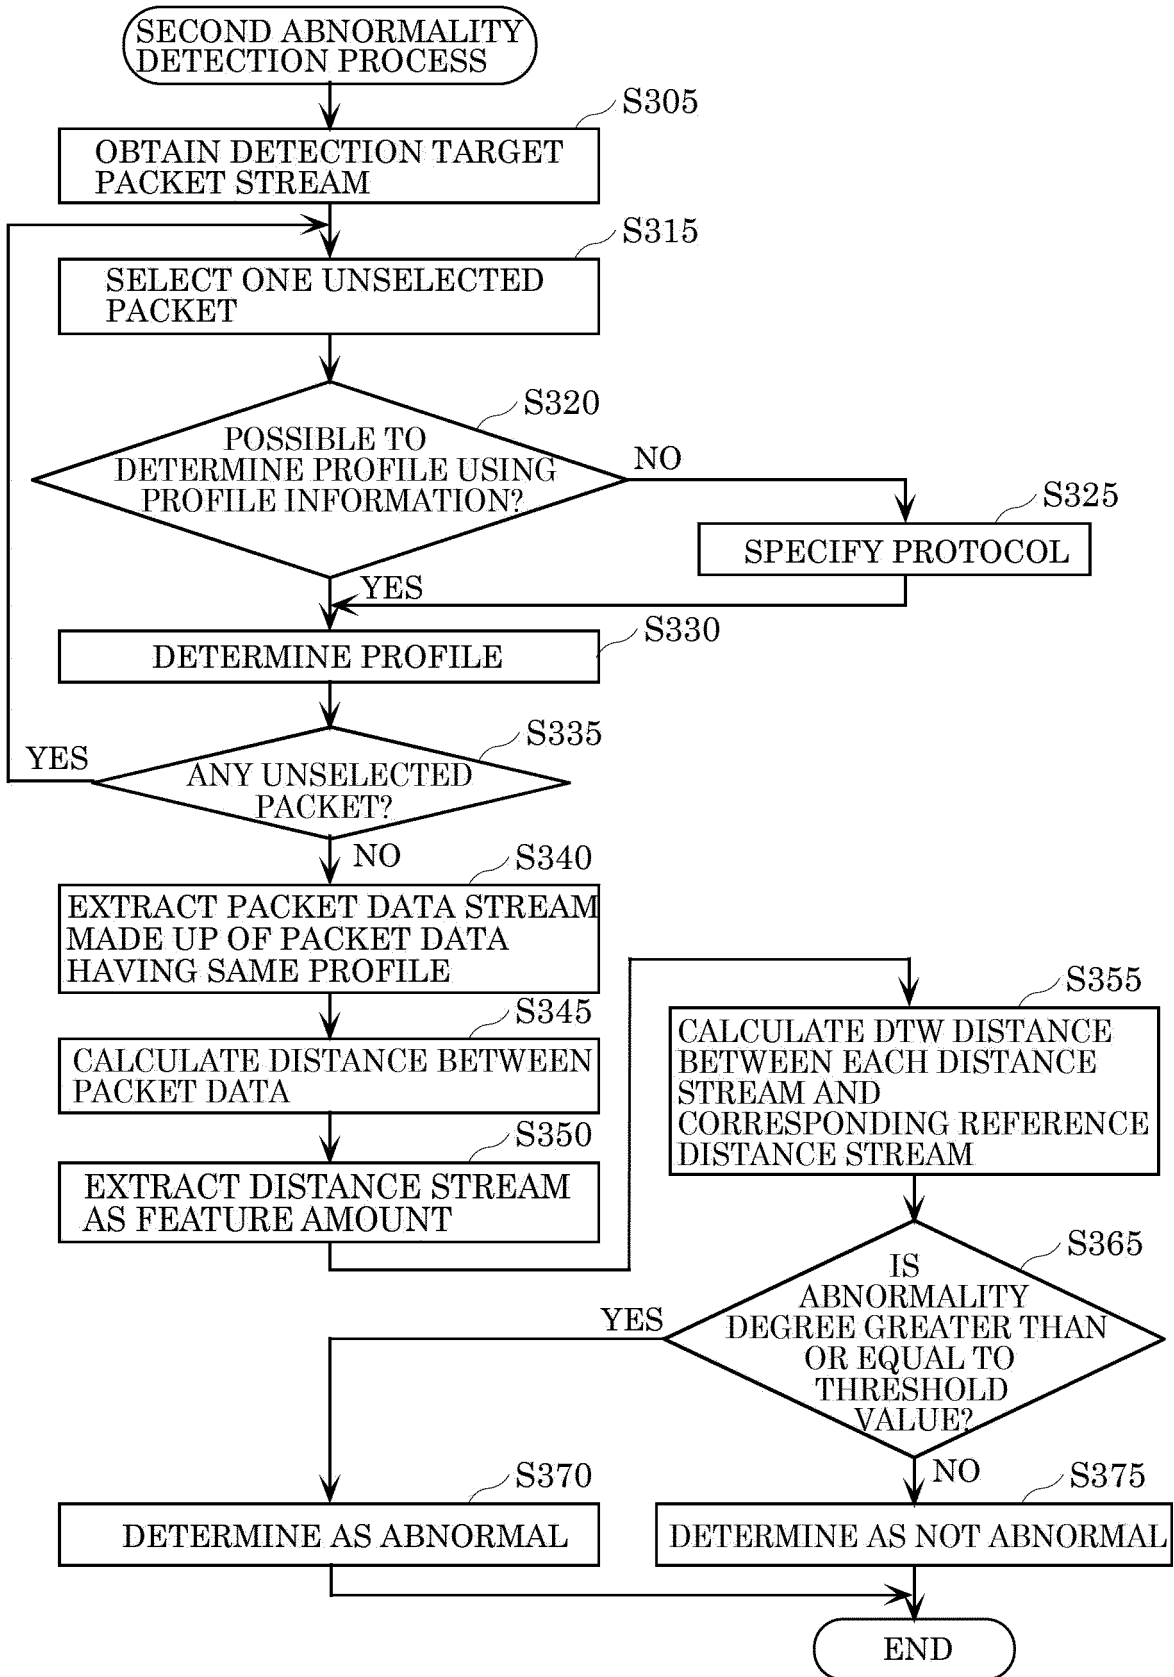 SECOND ABNORMALITY
DETECTION PROCESS
S305
OBTAIN DETECTION TARGET
PACKET STREAM
S315
SELECT ONE UNSELECTED
PACKET
S320
POSSIBLE TO
DETERMINE PROFILE USING
PROFILE INFORMATION?
NO
S325
SPECIFY PROTOCOL
YES
S330
DETERMINE PROFILE
S335
YES
ANY UNSELECTED
PACKET?
NO
S340
EXTRACT PACKET DATA STREAM
MADE UP OF PACKET DATA
HAVING SAME PROFILE
S345
CALCULATE DISTANCE BETWEEN
PACKET DATA
S350
EXTRACT DISTANCE STREAM
AS FEATURE AMOUNT
S355
CALCULATE DTW DISTANCE
BETWEEN EACH DISTANCE
STREAM AND
CORRESPONDING REFERENCE
DISTANCE STREAM
S365
IS
ABNORMALITY
DEGREE GREATER THAN
OR EQUAL TO
THRESHOLD
VALUE?
YES
NO
S370
DETERMINE AS ABNORMAL
S375
DETERMINE AS NOT ABNORMAL
END